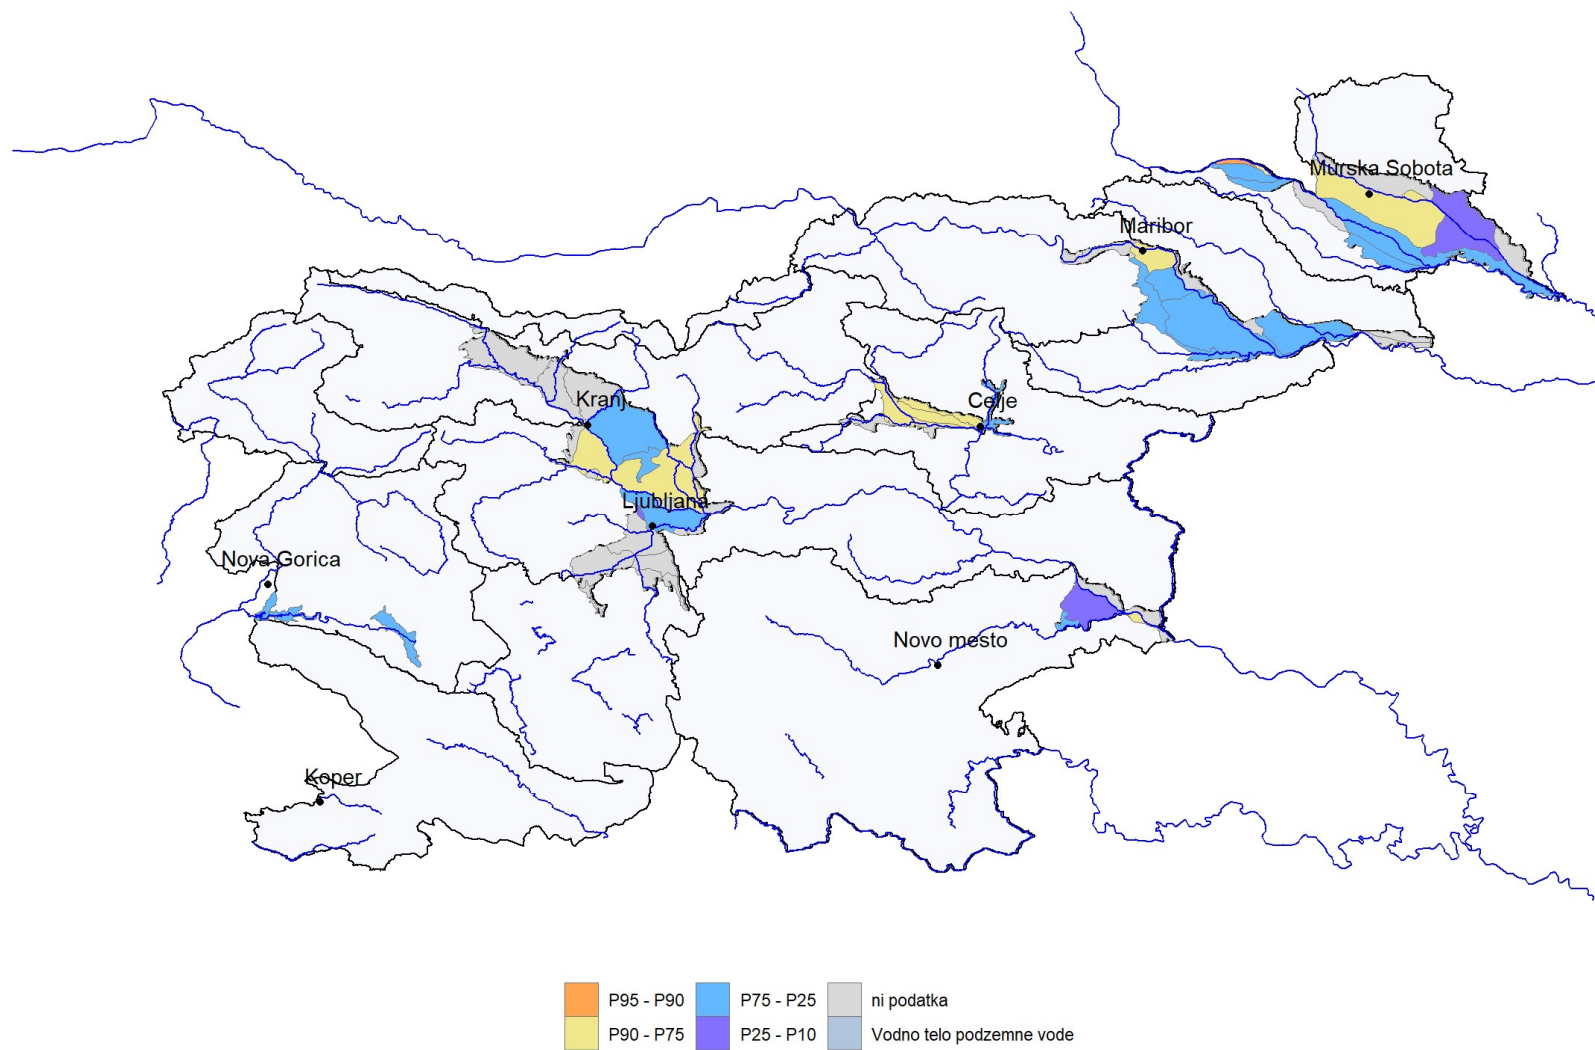 Murska Sobota
Maribor
Kranj
Celje
Ljubljana
Nova Gorica
Novo mesto
Koper
P95 - P90
P75 - P25
ni podatka
P90 - P75
P25 - P10
Vodno telo podzemne vode